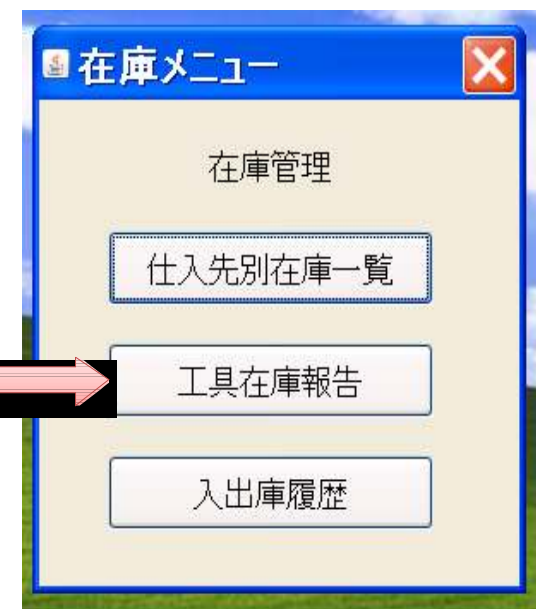 在庫メニュー
在庫管理
仕入先別在庫一覧
工具在庫報告
入出庫履歴